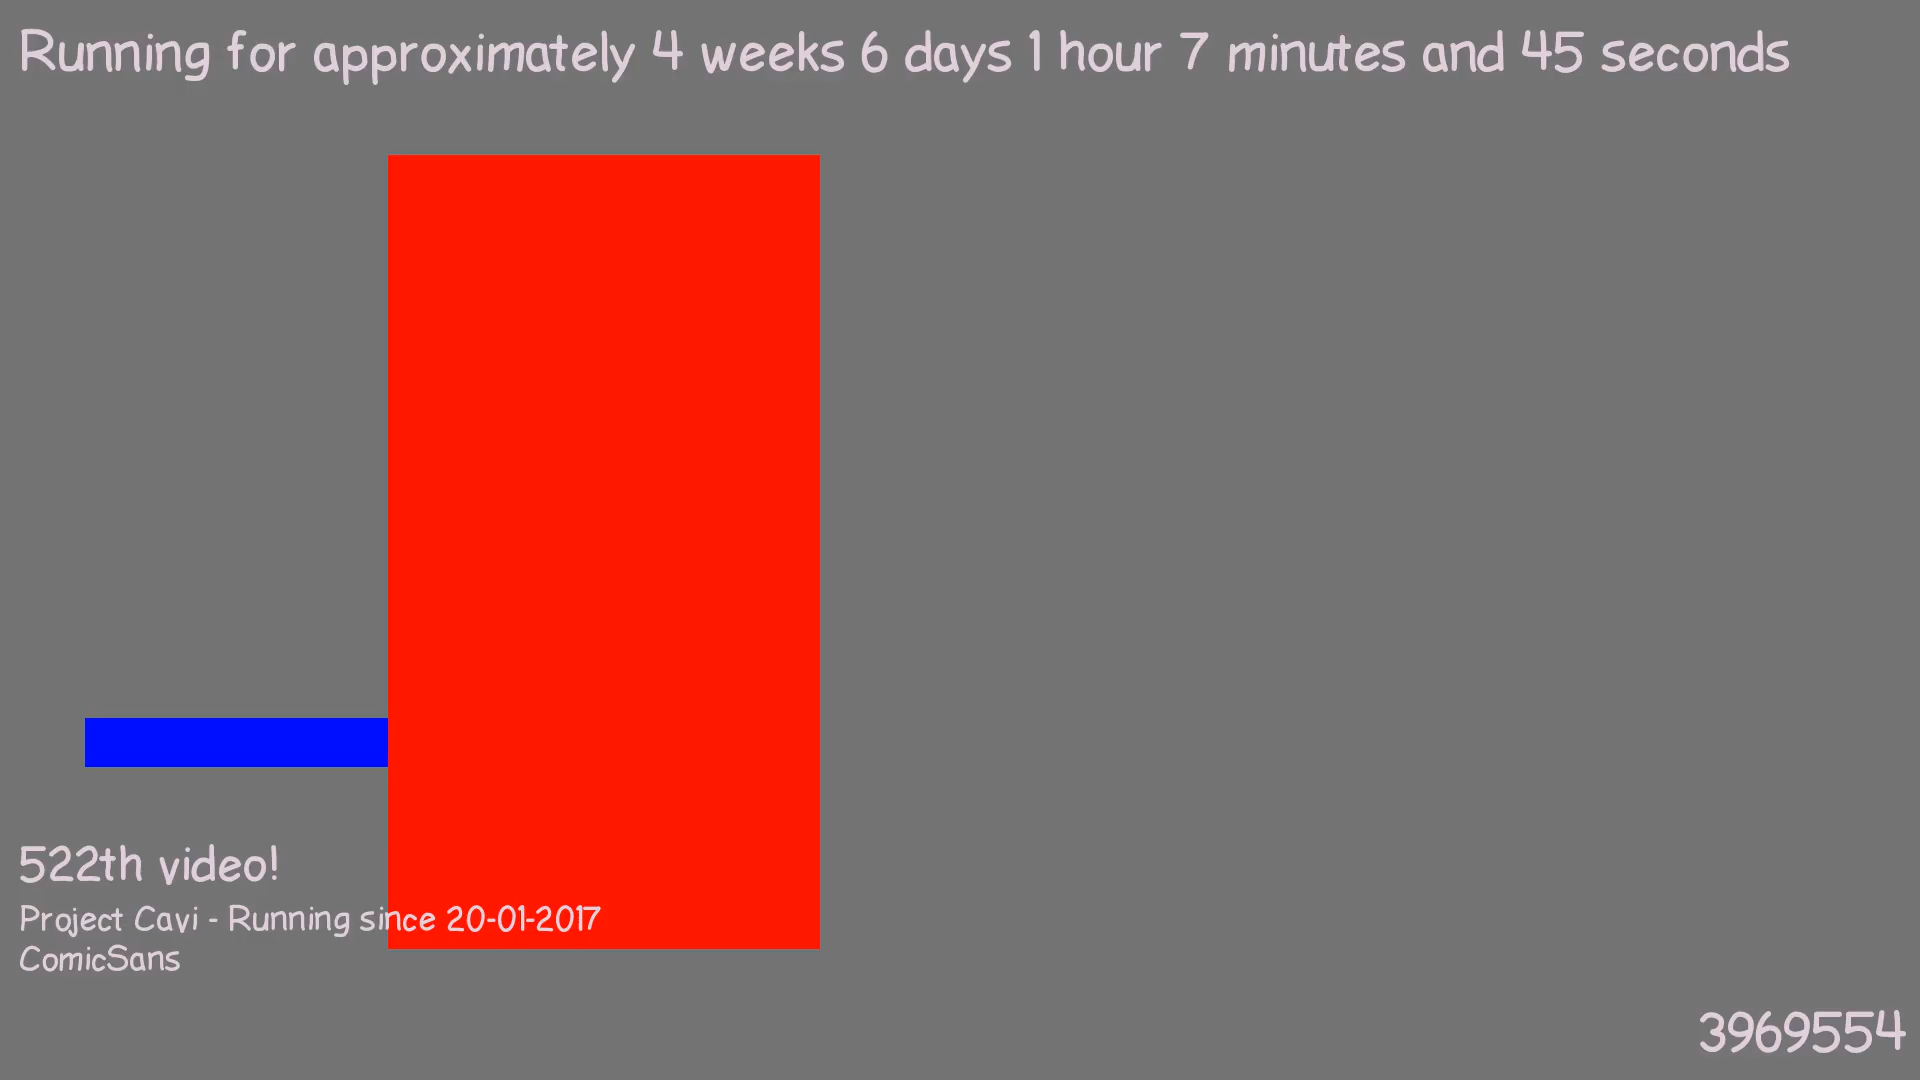 Running for approximately 4 weeks 6 days 1 hour 7 minutes and 45 seconds
522th video!
Project Cavi - Running since 20-01-2017
ComicSans
3969554